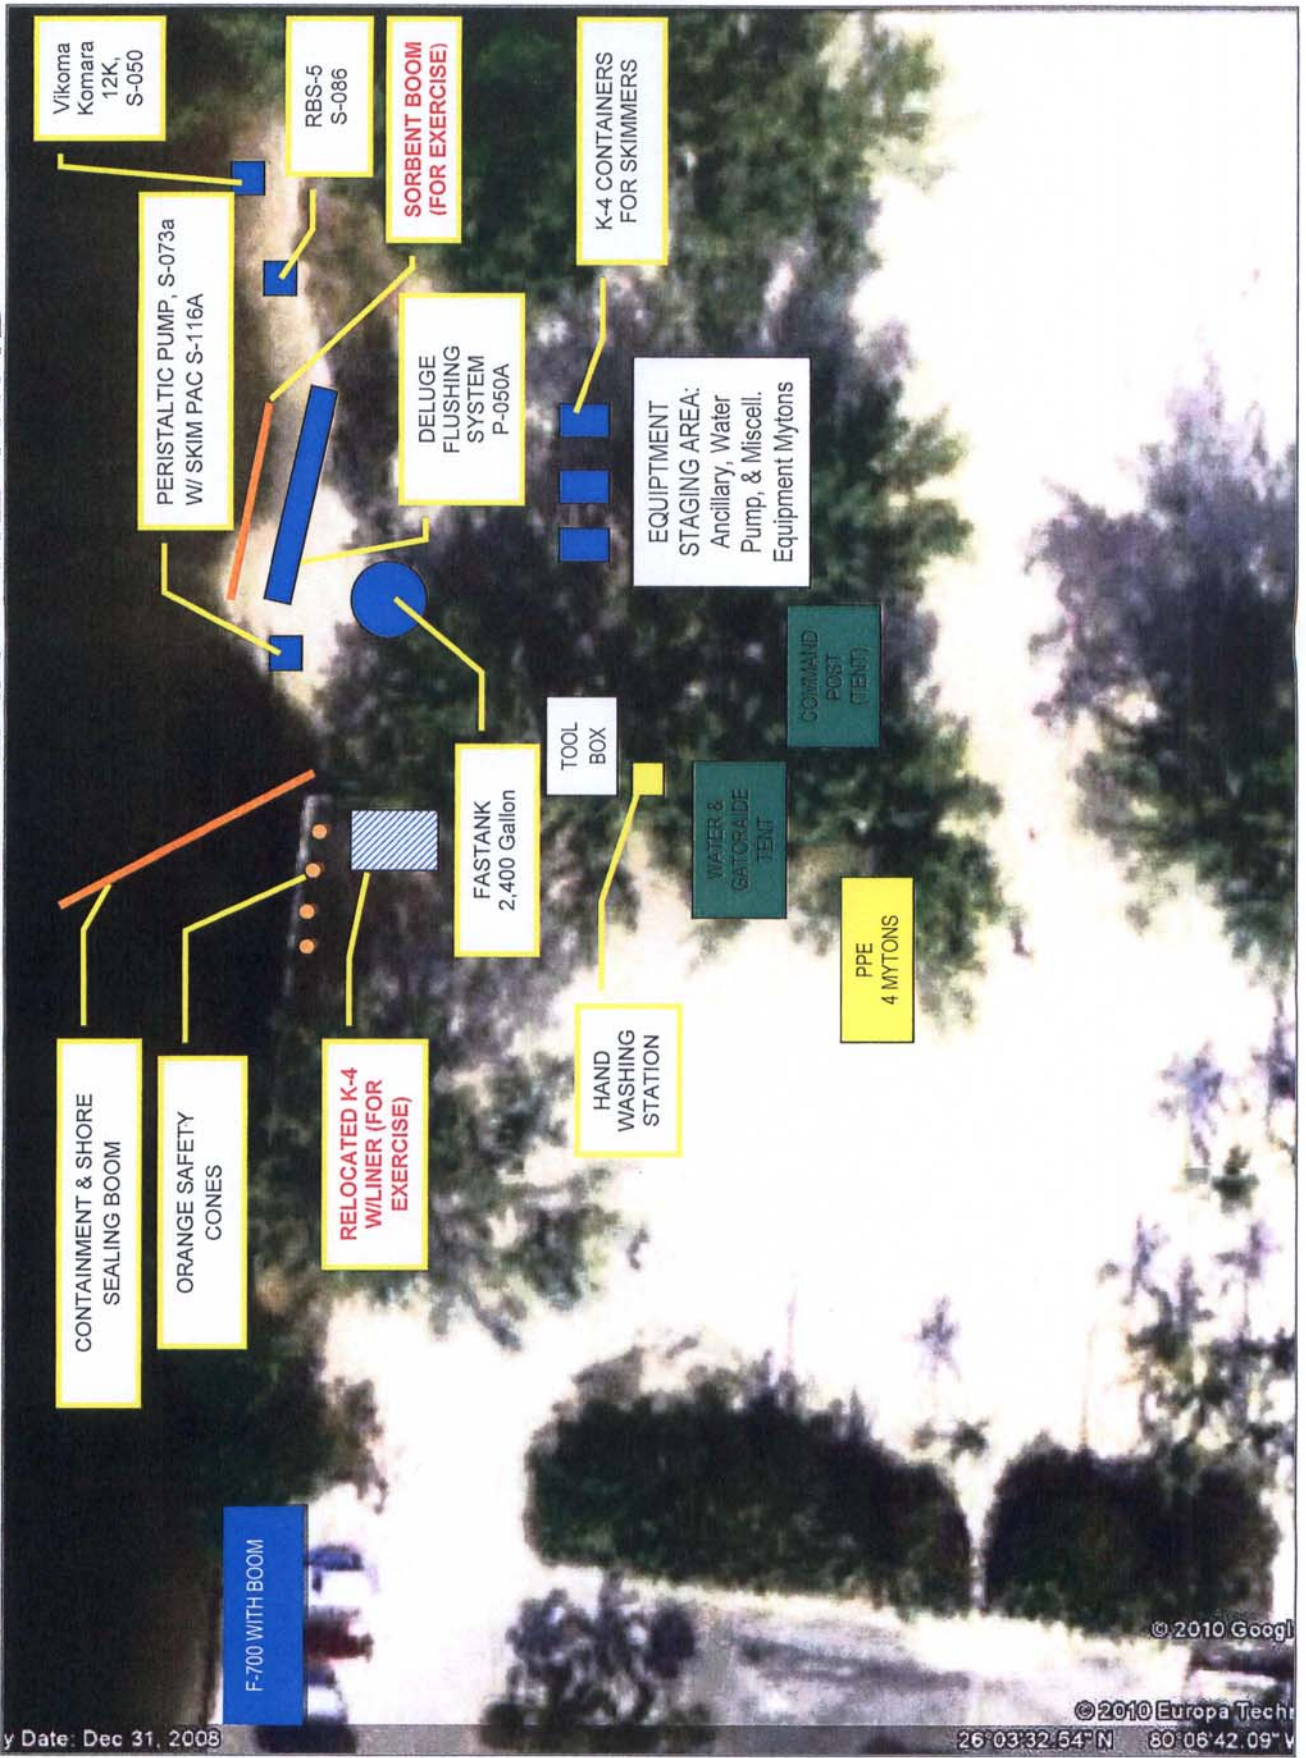 CONTAINMENT & SHORE
SEALING BOOM
ORANGE SAFETY
CONES
RELOCATED K-4
W/LINER (FOR
EXERCISE)
F-700 WITH BOOM
PERISTALTIC PUMP, S-073a
W/ SKIM PAC S-116A
Vikoma
Komara
12K,
S-050
RBS-5
S-086
SORBENT BOOM
(FOR EXERCISE)
DELUGE
FLUSHING
SYSTEM
P-050A
K-4 CONTAINERS
FOR SKIMMERS
FASTANK
2,400 Gallon
TOOL
BOX
HAND
WASHING
STATION
EQUIPTMENT
STAGING AREA:
Ancillary, Water
Pump, & Miscell.
Equipment Mytons
WATER &
GATORAIDE
TENT
COMMAND
POST
(TENT)
PPE
4 MYTONS
© 2010 Googl
© 2010 Europa Techn
y Date: Dec 31, 2008
26°03'32.54" N 80°06'42.09" W